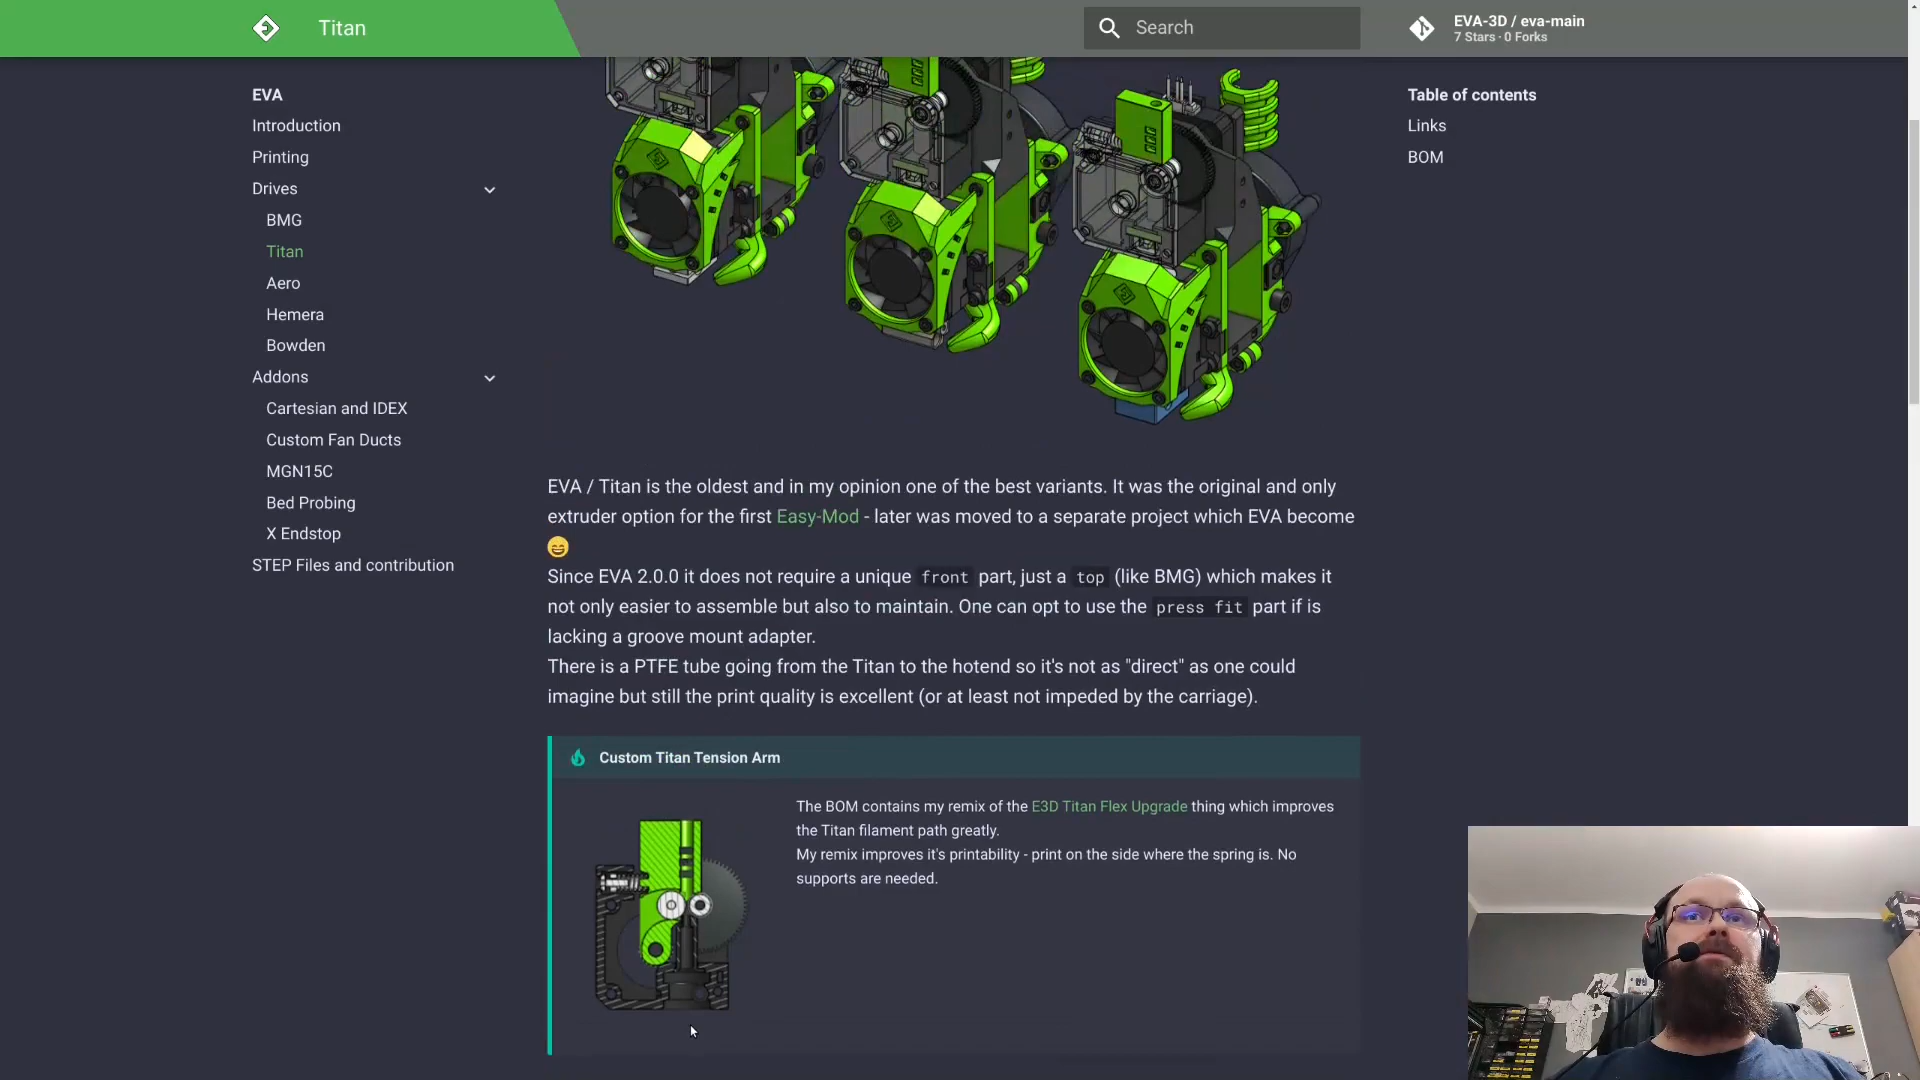 Titan
Search
EVA-3D / eva-main
7 Stars · 0 Forks
EVA
Introduction
Printing
Drives
BMG
Titan
Aero
Hemera
Bowden
Addons
Cartesian and IDEX
Custom Fan Ducts
MGN15C
Bed Probing
X Endstop
STEP Files and contribution
EVA / Titan is the oldest and in my opinion one of the best variants. It was the original and only
extruder option for the first Easy-Mod - later was moved to a separate project which EVA become
😄
Since EVA 2.0.0 it does not require a unique front part, just a top (like BMG) which makes it
not only easier to assemble but also to maintain. One can opt to use the press fit part if is
lacking a groove mount adapter.
There is a PTFE tube going from the Titan to the hotend so it's not as "direct" as one could
imagine but still the print quality is excellent (or at least not impeded by the carriage).
Custom Titan Tension Arm
The BOM contains my remix of the E3D Titan Flex Upgrade thing which improves
the Titan filament path greatly.
My remix improves it's printability - print on the side where the spring is. No
supports are needed.
Table of contents
Links
BOM